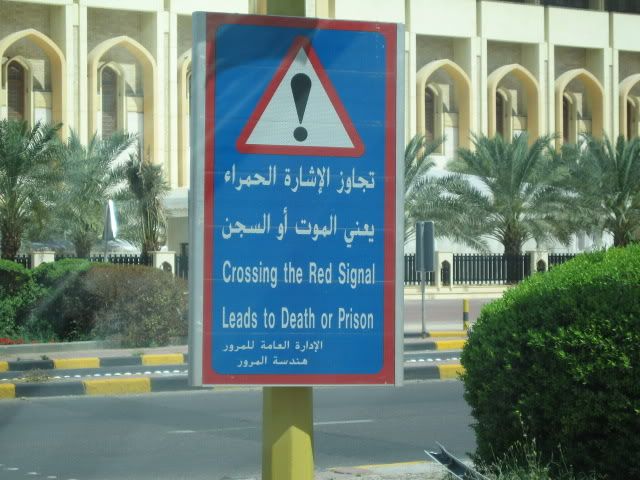 تجاوز الإشارة الحمراء
يعني الموت أو السجن
Crossing the Red Signal
Leads to Death or Prison
الإدارة العامة للمرور
هندسة المرور